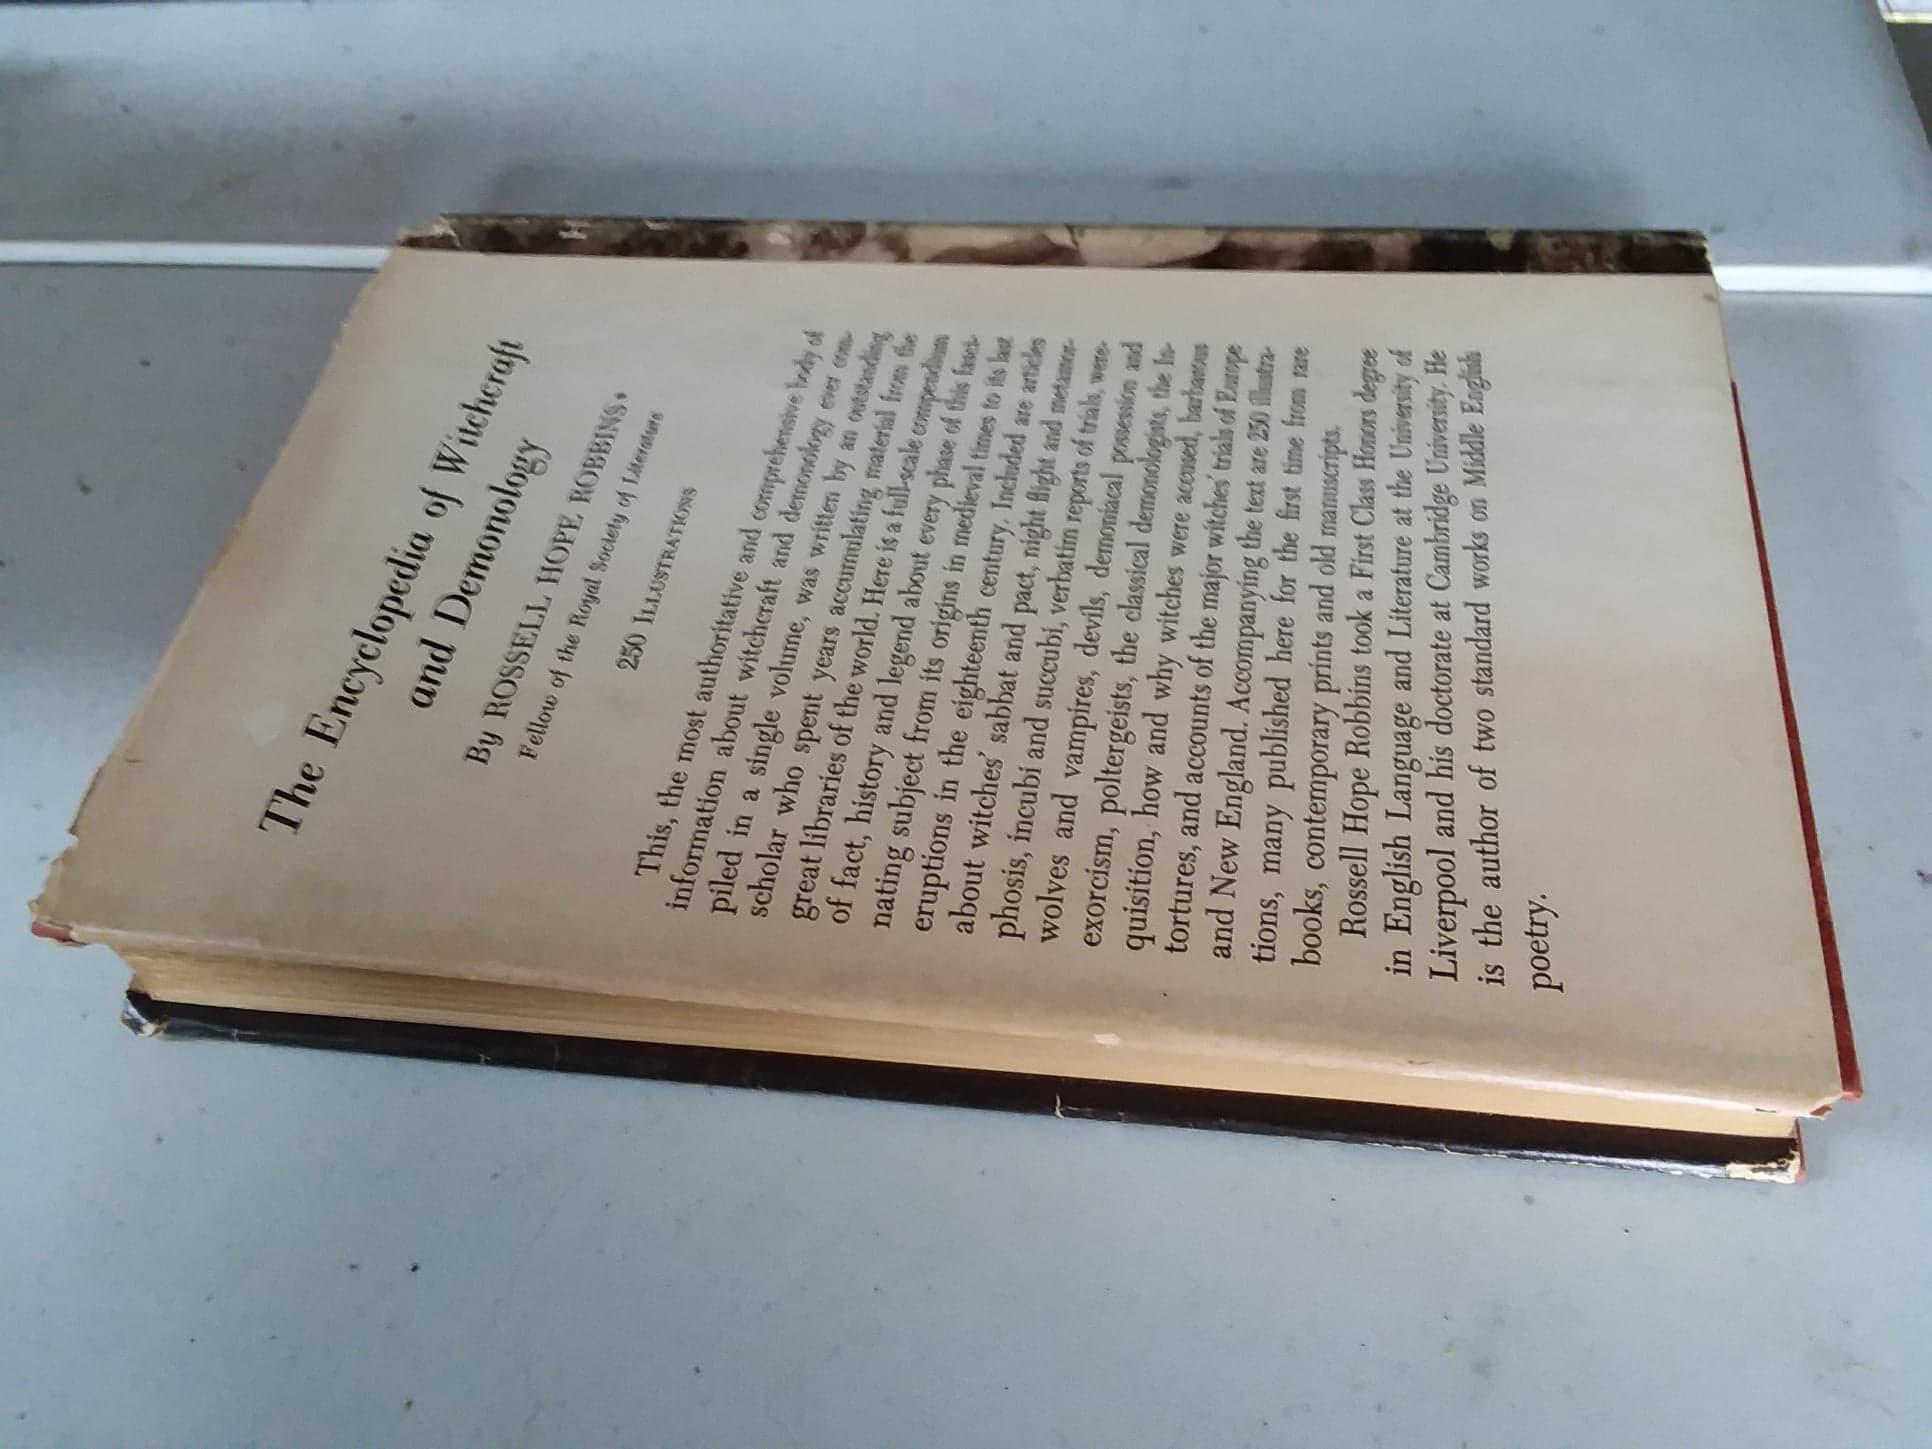 The Encyclopedia of Witchcraft
and Demonology
By ROSSELL HOPE ROBBINS,
Fellow of the Royal Society of Literature
250 ILLUSTRATIONS
This, the most authoritative and comprehensive body of
information about witchcraft and demonology ever com-
piled in a single volume, was written by an outstanding
scholar who spent years accumulating material from the
great libraries of the world. Here is a full-scale compendium
of fact, history and legend about every phase of this fasci-
nating subject from its origins in medieval times to its last
eruptions in the eighteenth century. Included are articles
about witches' sabbat and pact, night flight and metamor-
phosis, incubi and succubi, verbatim reports of trials, were-
wolves and vampires, devils, demoniacal possession and
exorcism, poltergeists, the classical demonologists, the In-
quisition, how and why witches were accused, barbarous
tortures, and accounts of the major witches' trials of Europe
and New England. Accompanying the text are 250 illustra-
tions, many published here for the first time from rare
books, contemporary prints and old manuscripts.
Rossell Hope Robbins took a First Class Honors degree
in English Language and Literature at the University of
Liverpool and his doctorate at Cambridge University. He
is the author of two standard works on Middle English
poetry.